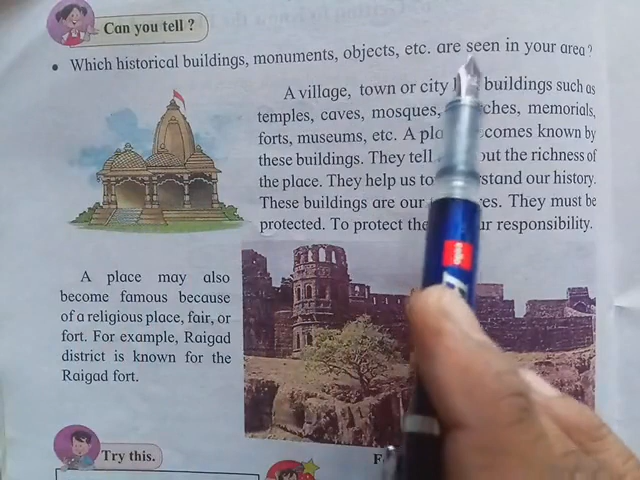 Can you tell ?
• Which historical buildings, monuments, objects, etc. are seen in your area?
A village, town or city buildings such as
temples, caves, mosques, memorials,
forts, museums, etc. A comes known by
these buildings. They tell out the richness of
the place. They help us to our history.
These buildings are our They must be
protected. To protect responsibility.
A place may also
become famous because
of a religious place, fair, or
fort. For example, Raigad
district is known for the
Raigad fort.
Try this.